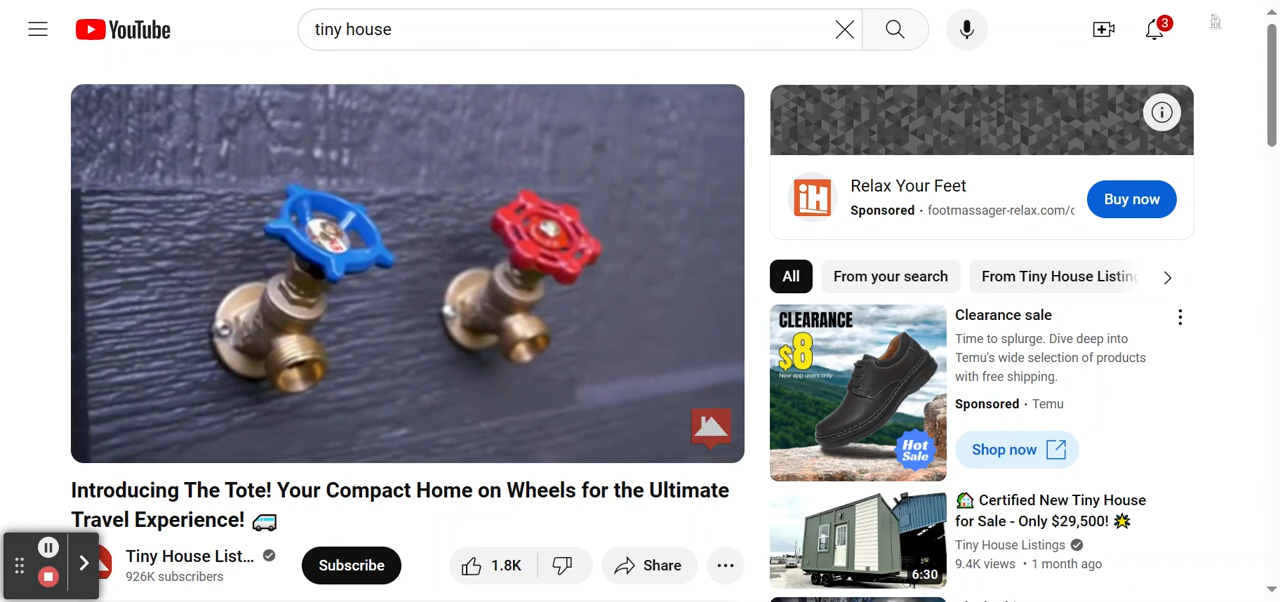 YouTube
tiny house
3
Relax Your Feet
Sponsored · footmassager-relax.com/c
Buy now
All
From your search
From Tiny House Listing
CLEARANCE
$8
New app users only
Hot
Sale
Clearance sale
Time to splurge. Dive deep into
Temu's wide selection of products
with free shipping.
Sponsored · Temu
Shop now
Introducing The Tote! Your Compact Home on Wheels for the Ultimate
Travel Experience! 🚐
Tiny House List...
926K subscribers
Subscribe
1.8K
Share
🏠 Certified New Tiny House
for Sale - Only $29,500! 🌟
Tiny House Listings
9.4K views · 1 month ago
6:30